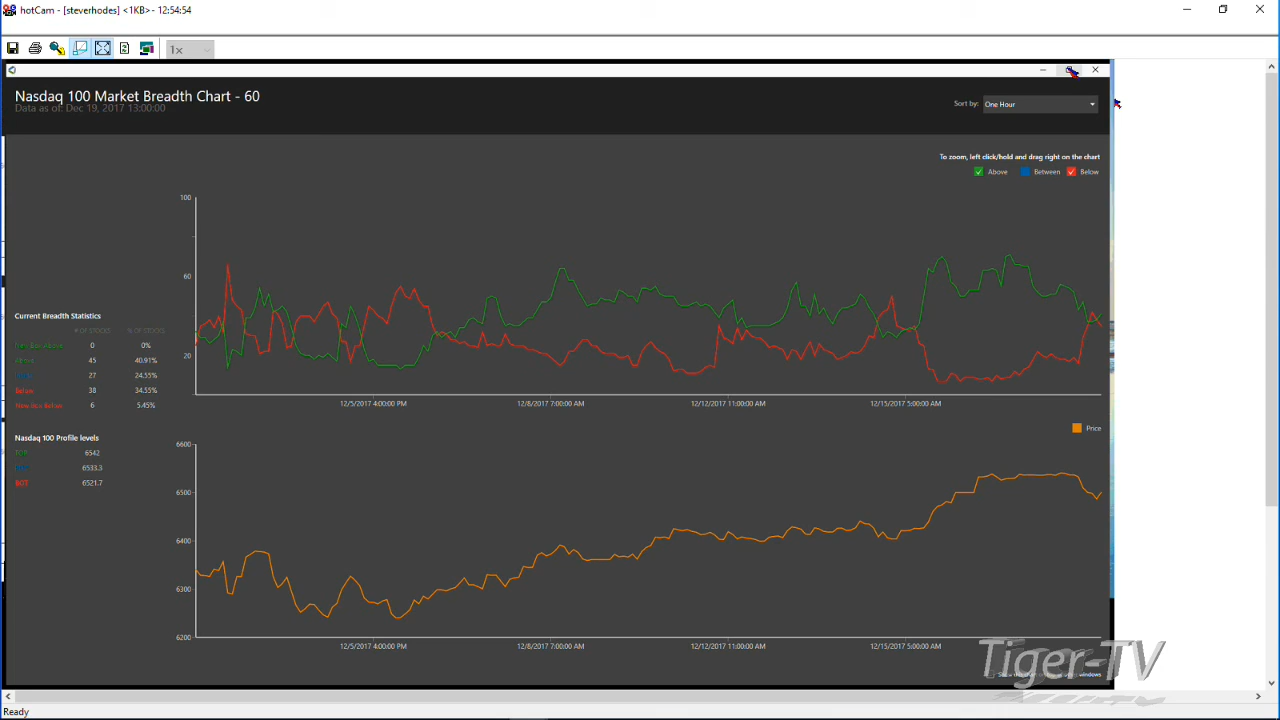 hotCam - [steverhodes] <1KB> - 12:54:54
1x
Nasdaq 100 Market Breadth Chart - 60
Data as of: Dec 19, 2017 13:00:00
Sort by: One Hour
To zoom, left click/hold and drag right on the chart
Above Between Below
100
60
20
12/5/2017 4:00:00 PM 12/8/2017 7:00:00 AM 12/12/2017 11:00:00 AM 12/15/2017 5:00:00 AM
Current Breadth Statistics
# OF STOCKS % OF STOCKS
0 0%
Above 45 40.91%
27 24.55%
Below 38 34.55%
New Box Below 6 5.45%
Nasdaq 100 Profile levels
TOP 6542
6533.3
BOT 6521.7
Price
6600
6500
6400
6300
6200
12/5/2017 4:00:00 PM 12/8/2017 7:00:00 AM 12/12/2017 11:00:00 AM 12/15/2017 5:00:00 AM
Tiger-TV
windows
Ready